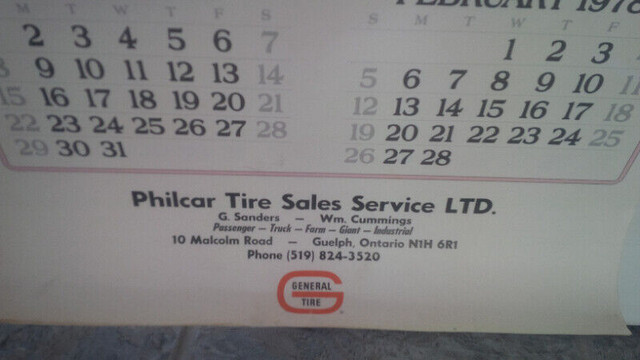 FEBRUARY 1978
M T W T F S
2 3 4 5 6 7
8 9 10 11 12 13 14
15 16 17 18 19 20 21
22 23 24 25 26 27 28
29 30 31
S M T W T F
1 2 3
5 6 7 8 9 10 11
12 13 14 15 16 17 18
19 20 21 22 23 24 25
26 27 28
Philcar Tire Sales Service LTD.
G. Sanders — Wm. Cummings
Passenger — Truck — Farm — Giant — Industrial
10 Malcolm Road — Guelph, Ontario N1H 6R1
Phone (519) 824-3520
GENERAL
TIRE